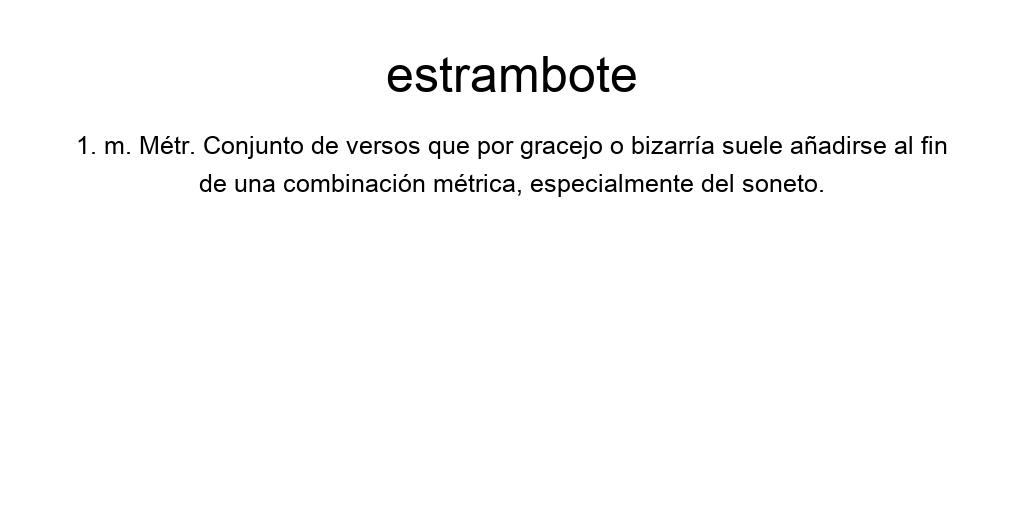 estrambote
1. m. Métr. Conjunto de versos que por gracejo o bizarría suele añadirse al fin
de una combinación métrica, especialmente del soneto.